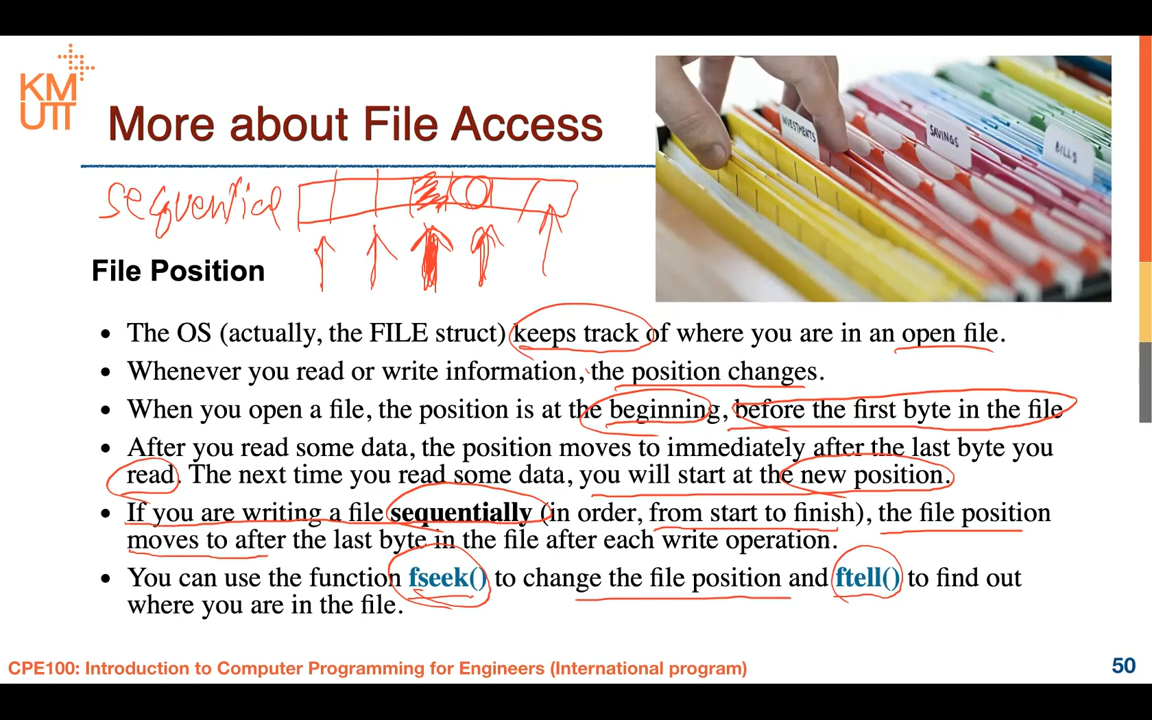 KM
UTT
More about File Access
INVESTMENTS
SAVINGS
BILLS
sequential
File Position
• The OS (actually, the FILE struct) keeps track of where you are in an open file.
• Whenever you read or write information, the position changes.
• When you open a file, the position is at the beginning, before the first byte in the file
• After you read some data, the position moves to immediately after the last byte you
read. The next time you read some data, you will start at the new position.
• If you are writing a file sequentially (in order, from start to finish), the file position
moves to after the last byte in the file after each write operation.
• You can use the function fseek() to change the file position and ftell() to find out
where you are in the file.
CPE100: Introduction to Computer Programming for Engineers (International program)
50